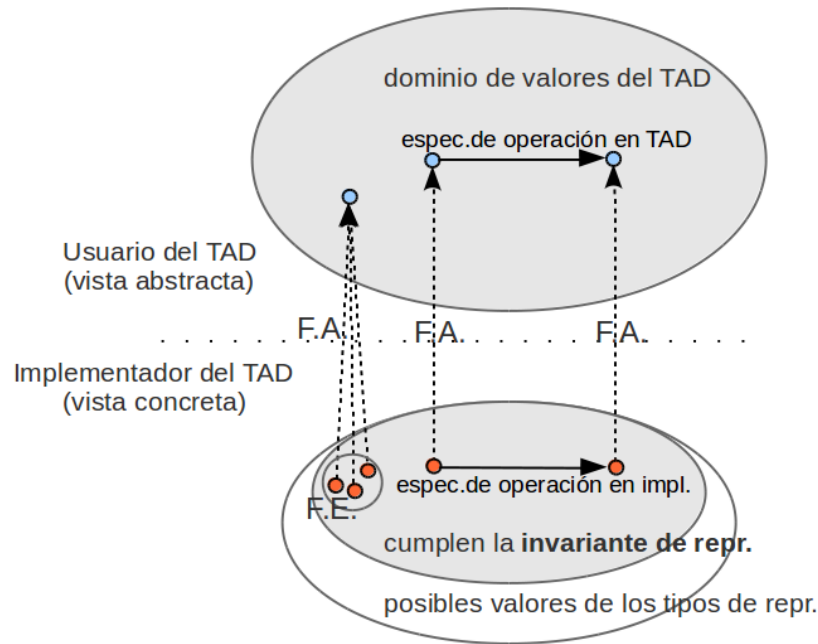 dominio de valores del TAD
espec.de operación en TAD
Usuario del TAD
(vista abstracta)
F.A.
F.A.
F.A.
Implementador del TAD
(vista concreta)
espec.de operación en impl.
F.E.
cumplen la invariante de repr.
posibles valores de los tipos de repr.